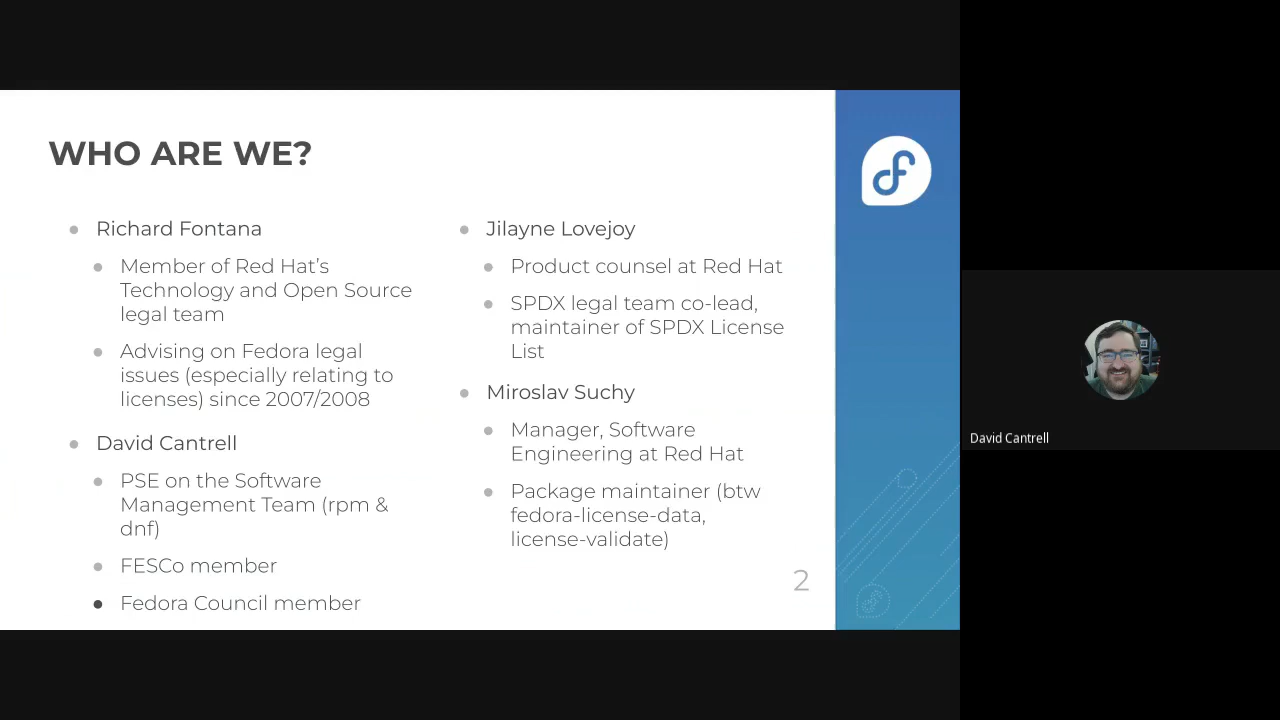 WHO ARE WE?
Richard Fontana
Member of Red Hat’s
Technology and Open Source
legal team
Advising on Fedora legal
issues (especially relating to
licenses) since 2007/2008
David Cantrell
PSE on the Software
Management Team (rpm &
dnf)
FESCo member
Fedora Council member
Jilayne Lovejoy
Product counsel at Red Hat
SPDX legal team co-lead,
maintainer of SPDX License
List
Miroslav Suchy
Manager, Software
Engineering at Red Hat
Package maintainer (btw
fedora-license-data,
license-validate)
2
David Cantrell